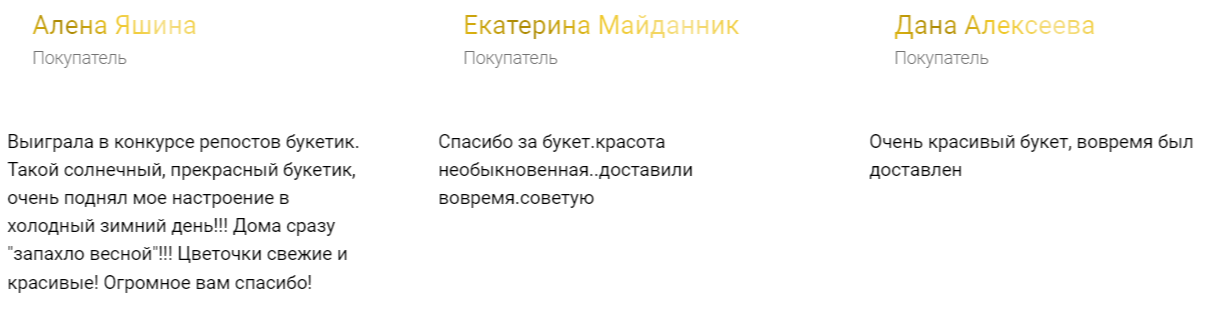 Алена Яшина
Покупатель
Выиграла в конкурсе репостов букетик.
Такой солнечный, прекрасный букетик,
очень поднял мое настроение в
холодный зимний день!!! Дома сразу
"запахло весной"!!! Цветочки свежие и
красивые! Огромное вам спасибо!
Екатерина Майданник
Покупатель
Спасибо за букет.красота
необыкновенная..доставили
вовремя.советую
Дана Алексеева
Покупатель
Очень красивый букет, вовремя был
доставлен